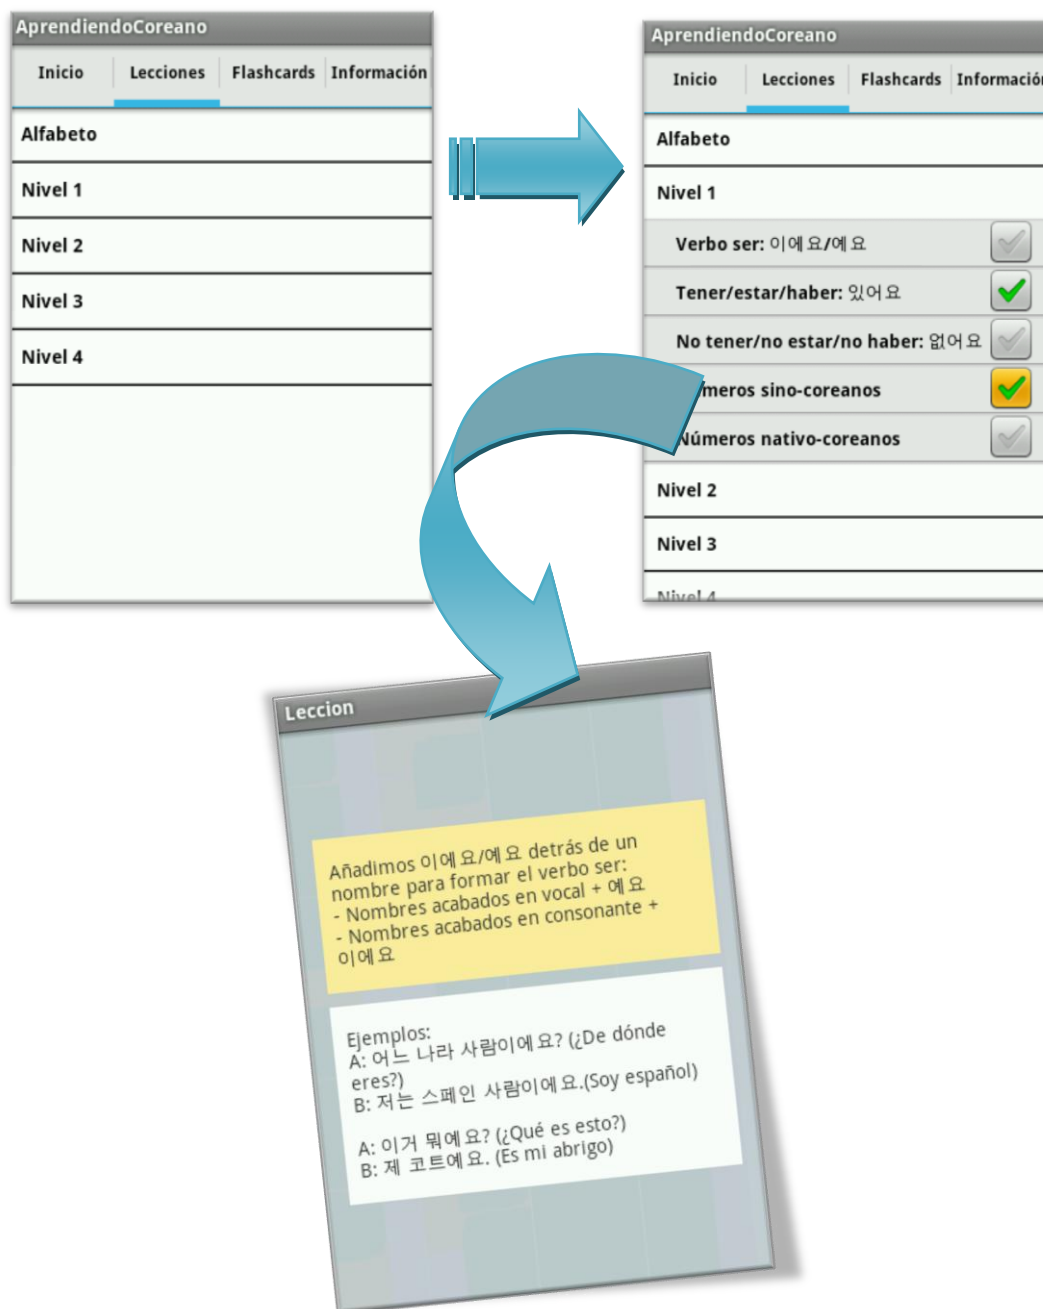 AprendiendoCoreano
Inicio Lecciones Flashcards Información
Alfabeto
Nivel 1
Nivel 2
Nivel 3
Nivel 4
AprendiendoCoreano
Inicio Lecciones Flashcards Informació
Alfabeto
Nivel 1
Verbo ser: 이에요/예요
Tener/estar/haber: 있어요
No tener/no estar/no haber: 없어요
meros sino-coreanos
Números nativo-coreanos
Nivel 2
Nivel 3
Nivel 4
Leccion
Añadimos 이에요/예요 detrás de un
nombre para formar el verbo ser:
- Nombres acabados en vocal + 예요
- Nombres acabados en consonante +
이에요
Ejemplos:
A: 어느 나라 사람이에요? (¿De dónde
eres?)
B: 저는 스페인 사람이에요.(Soy español)
A: 이거 뭐예요? (¿Qué es esto?)
B: 제 코트예요. (Es mi abrigo)